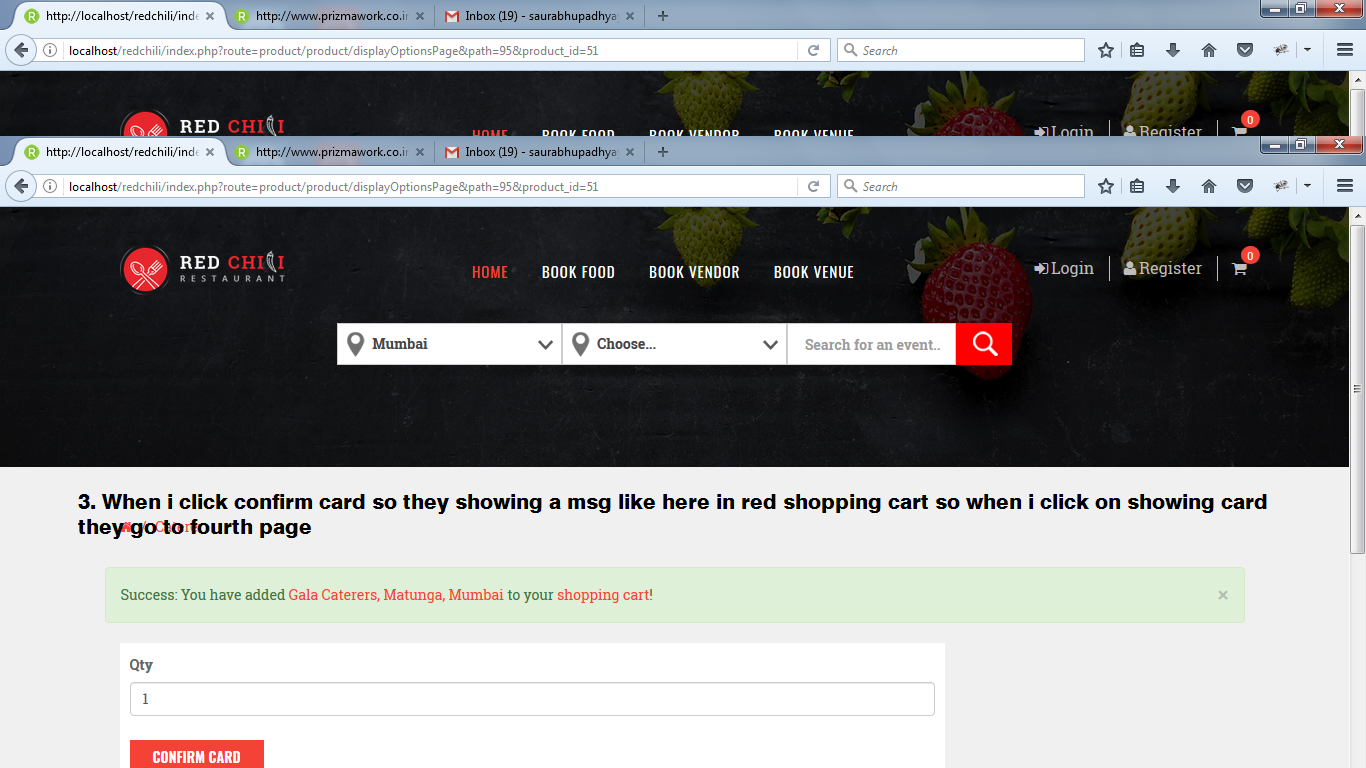 http://localhost/redchili/inde × http://www.prizmawork.co.in × Inbox (19) - saurabhupadhya × +
localhost/redchili/index.php?route=product/product/displayOptionsPage&path=95&product_id=51 Search
RED CHILI HOME BOOK FOOD BOOK VENDOR BOOK VENUE Login Register 0
http://localhost/redchili/inde × http://www.prizmawork.co.in × Inbox (19) - saurabhupadhya × +
localhost/redchili/index.php?route=product/product/displayOptionsPage&path=95&product_id=51 Search
RED CHILI HOME BOOK FOOD BOOK VENDOR BOOK VENUE Login Register 0
RESTAURANT
Mumbai Choose... Search for an event..
3. When i click confirm card so they showing a msg like here in red shopping cart so when i click on showing card
they go to fourth page
Success: You have added Gala Caterers, Matunga, Mumbai to your shopping cart! ×
Qty
1
CONFIRM CARD